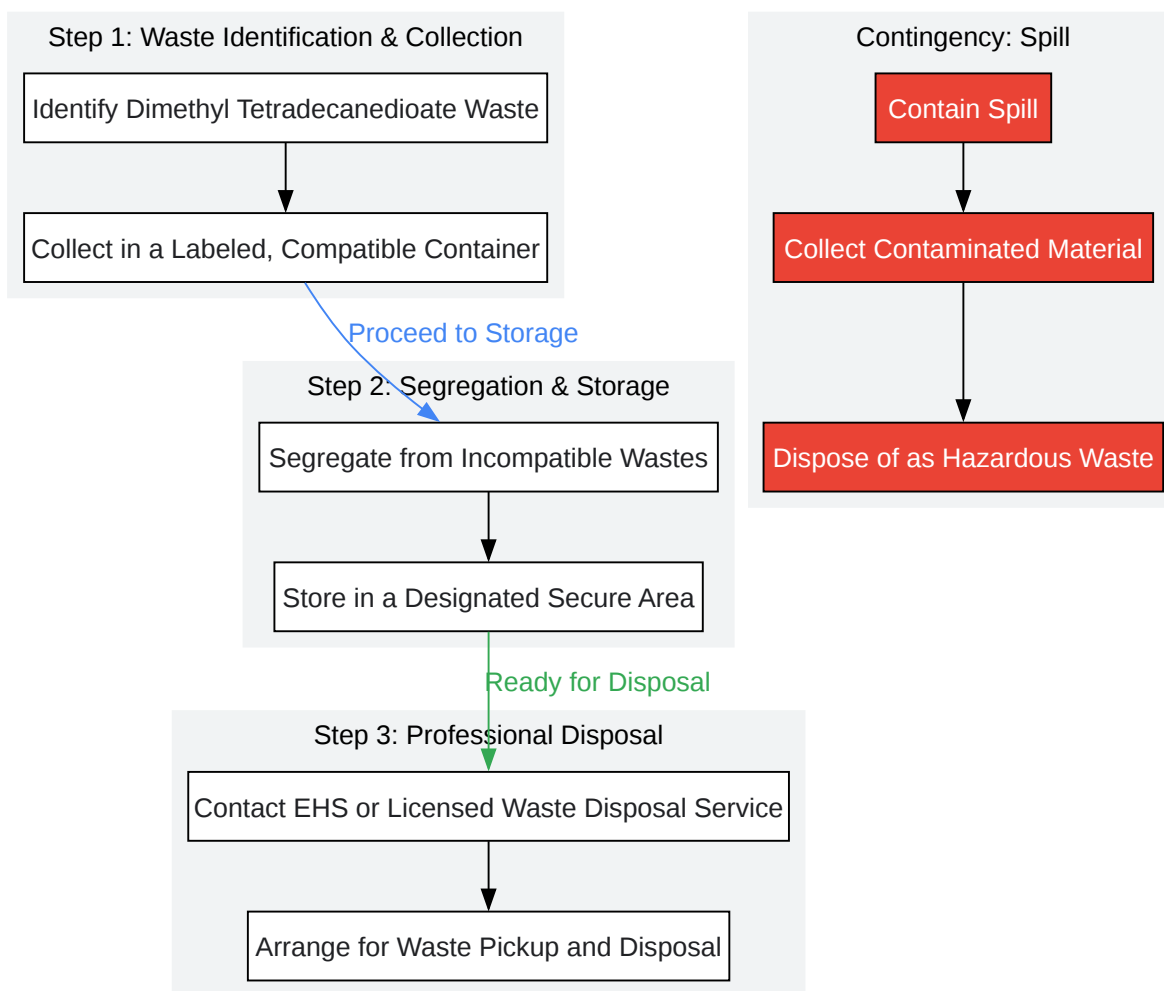 Step 1: Waste Identification & Collection
Identify Dimethyl Tetradecanedioate Waste
Collect in a Labeled, Compatible Container
Proceed to Storage
Step 2: Segregation & Storage
Segregate from Incompatible Wastes
Store in a Designated Secure Area
Ready for Disposal
Step 3: Professional Disposal
Contact EHS or Licensed Waste Disposal Service
Arrange for Waste Pickup and Disposal
Contingency: Spill
Contain Spill
Collect Contaminated Material
Dispose of as Hazardous Waste